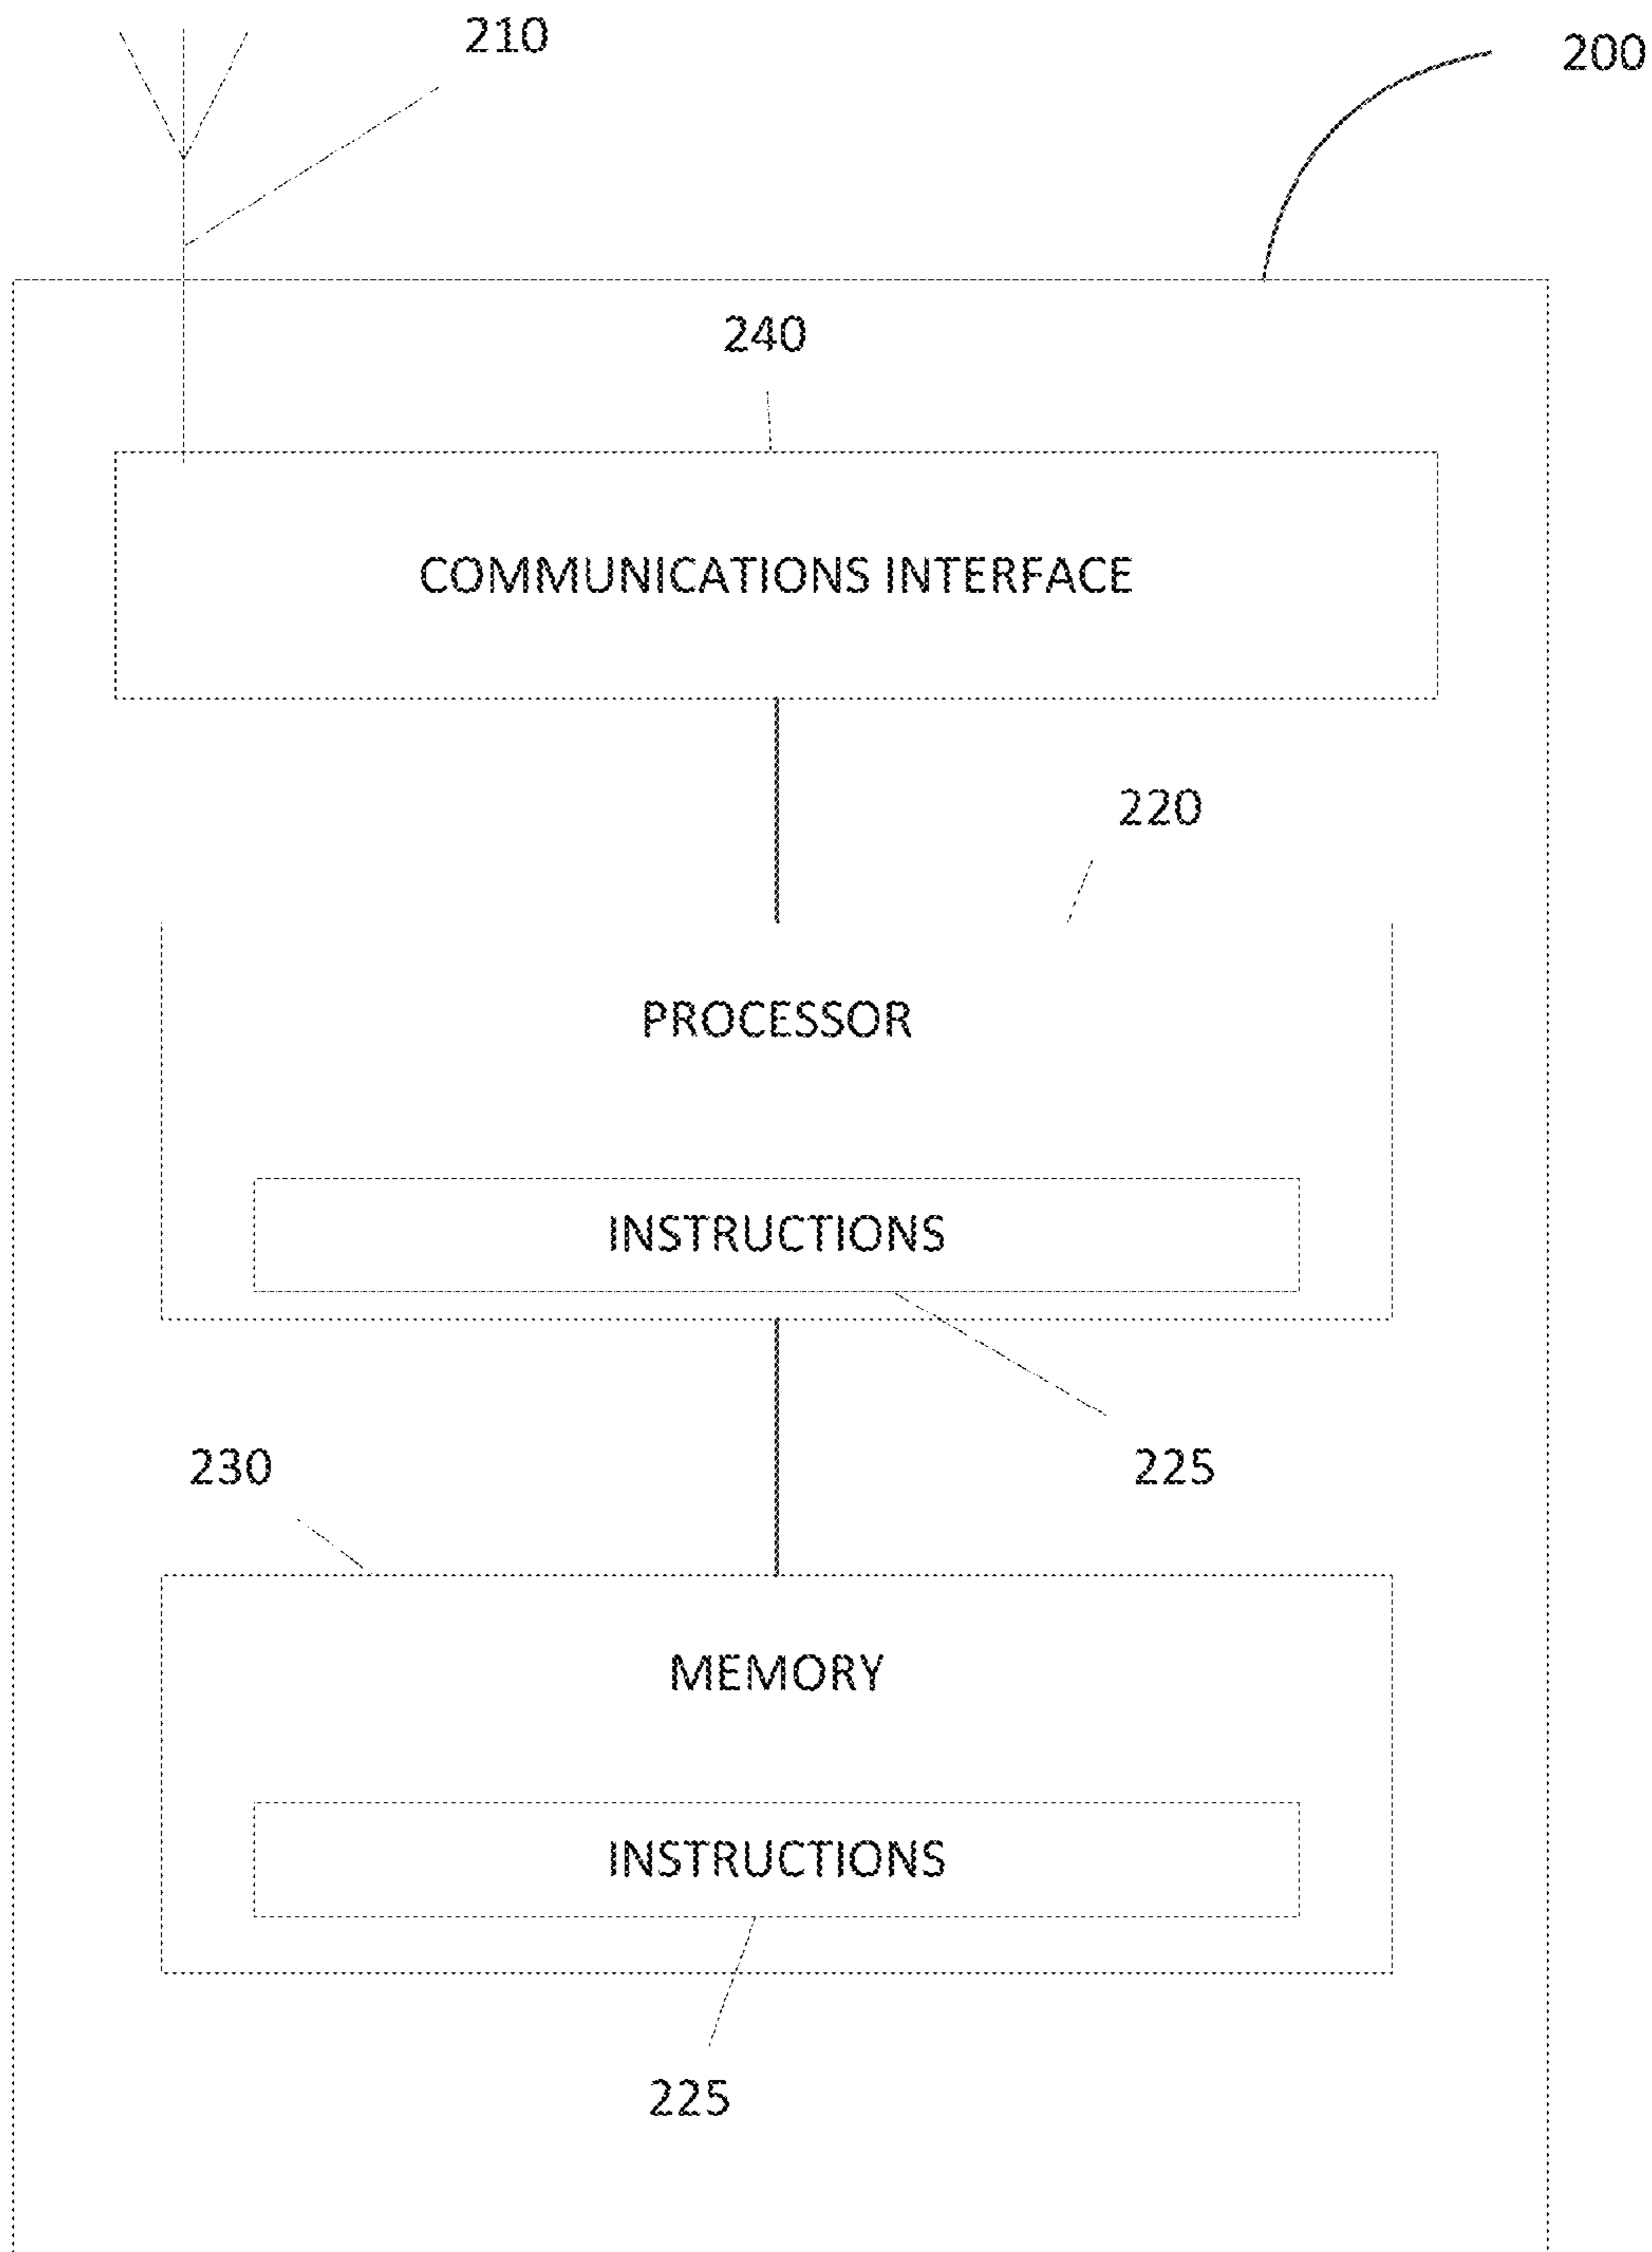 210
200
240
COMMUNICATIONS INTERFACE
220
PROCESSOR
INSTRUCTIONS
230
225
MEMORY
INSTRUCTIONS
225